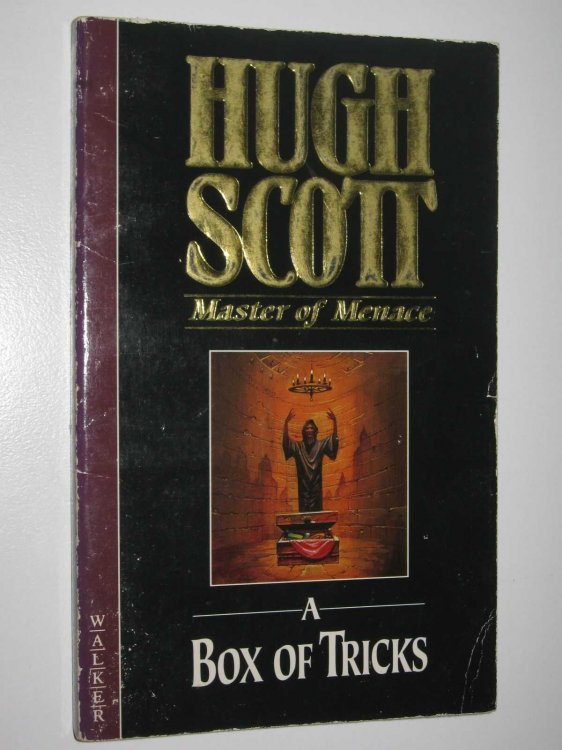 HUGH
SCOTT
Master of Menace
A
BOX OF TRICKS
WALKER